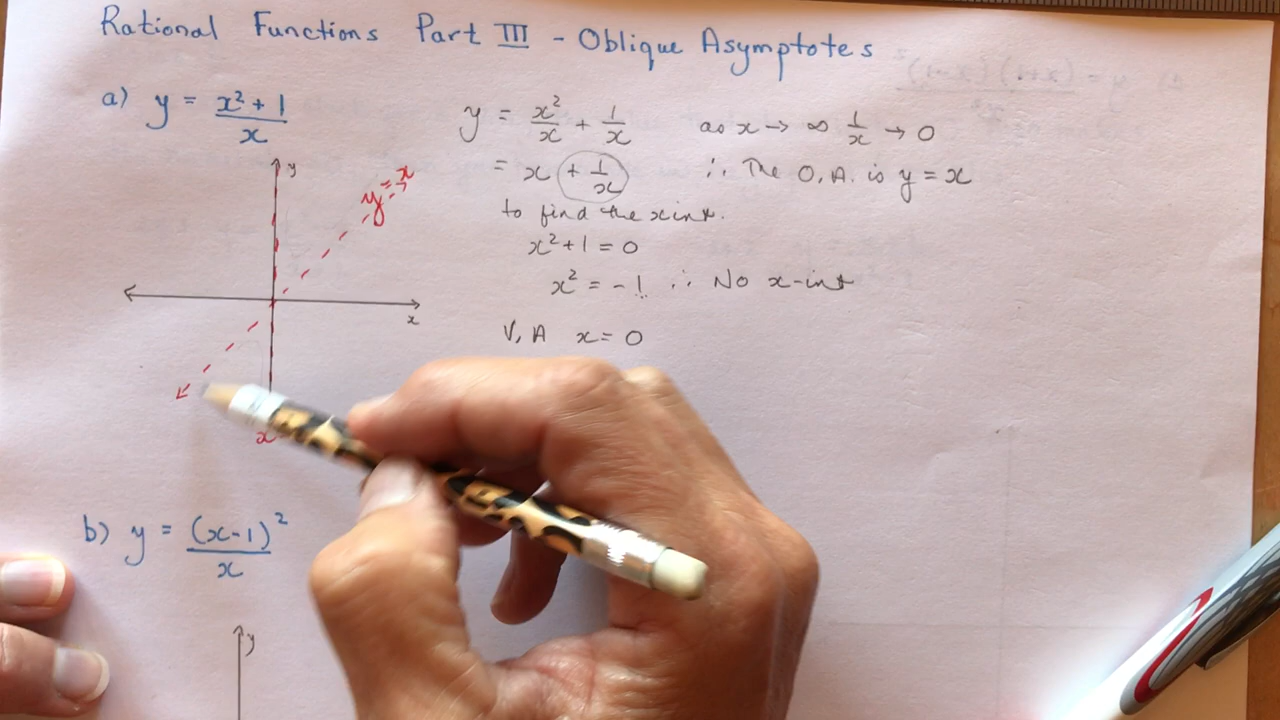 Rational Functions Part III - Oblique Asymptotes
a) y = (x² + 1)/x
y = x²/x + 1/x
as x → ∞ 1/x → 0
= x + 1/x
∴ The O.A. is y = x
to find the x int.
x² + 1 = 0
x² = -1 ∴ No x-int
V, A x = 0
y
y = x
x
x
b) y = (x-1)²/x
y